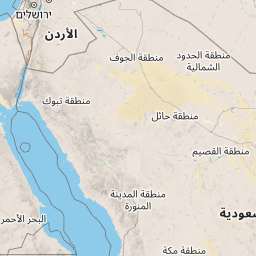 ירושלים
الأردن
منطقة الحدود
الشمالية
منطقة الجوف
منطقة تبوك
منطقة حائل
منطقة القصيم
منطقة المدينة
المنورة
سعودية
البحر الأحمر
منطقة مكة